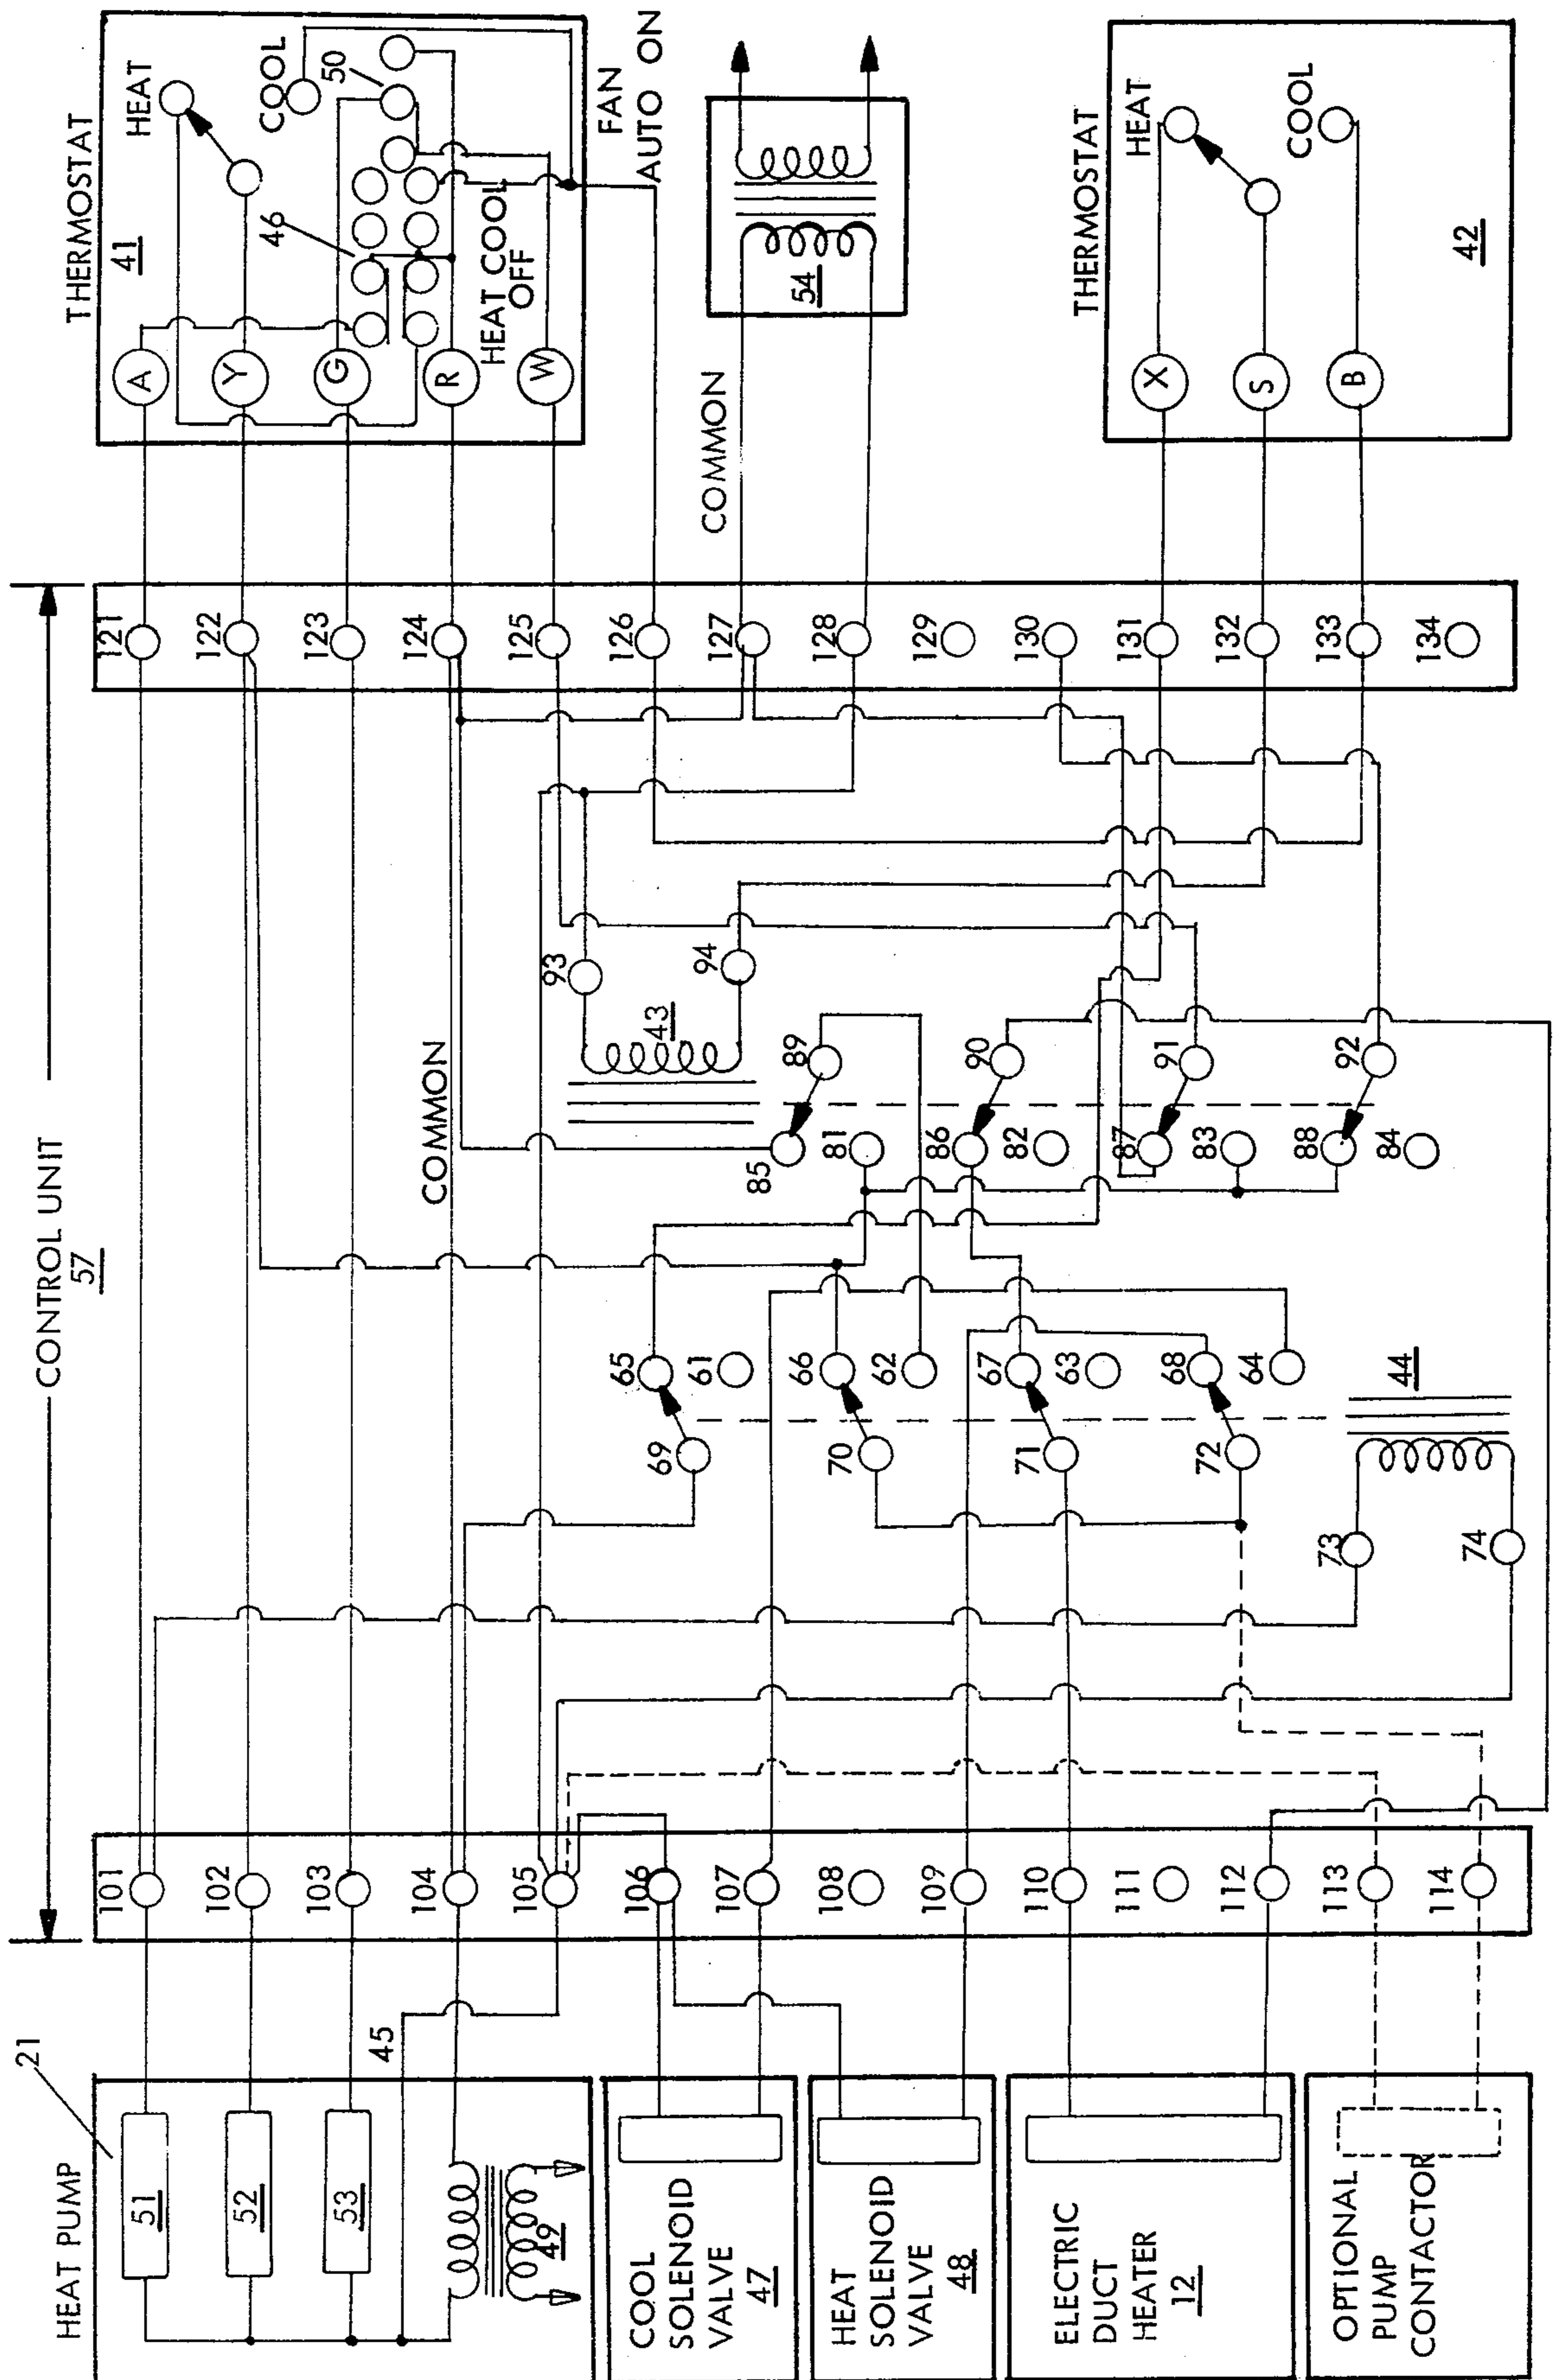 CONTROL UNIT
57
HEAT PUMP
21
51
52
53
49
45
COOL
SOLENOID
VALVE
47
HEAT
SOLENOID
VALVE
48
ELECTRIC
DUCT
HEATER
12
OPTIONAL
PUMP
CONTACTOR
101
102
103
104
105
106
107
108
109
110
111
112
113
114
COMMON
69
65
61
70
66
62
71
67
63
72
68
64
73
74
44
85
89
81
86
90
82
87
91
83
88
92
84
93
94
43
121
122
123
124
125
126
127
128
129
130
131
132
133
134
THERMOSTAT
41
A
Y
G
R
W
HEAT
COOL
46
50
HEAT COOL
OFF
FAN
AUTO ON
COMMON
54
THERMOSTAT
42
X
S
B
HEAT
COOL